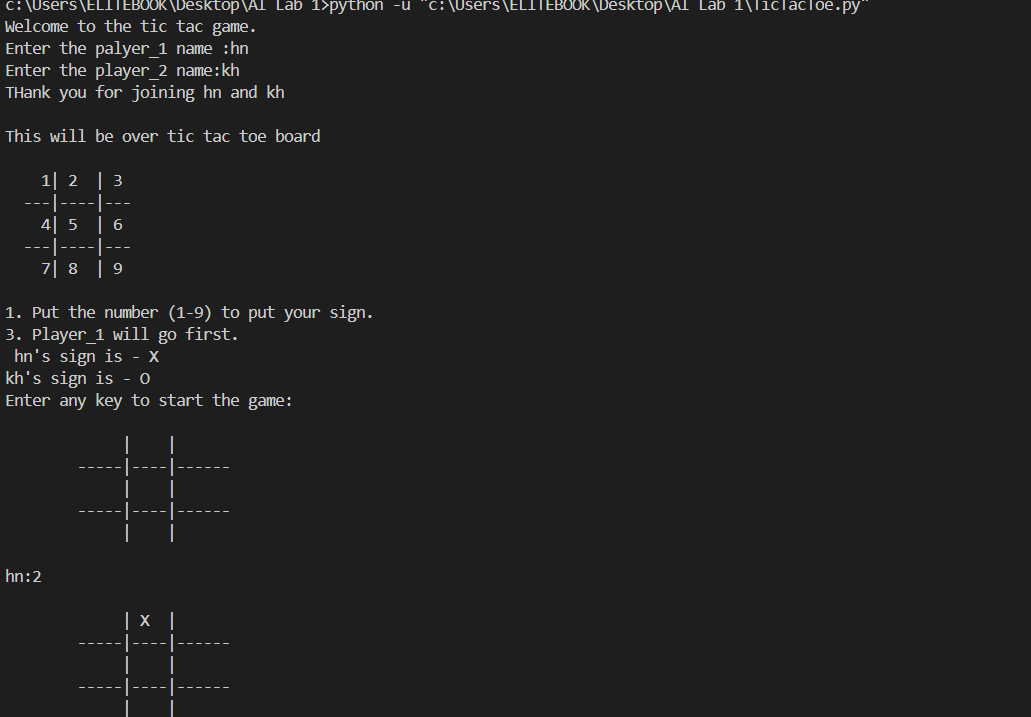 c:\Users\ELITEBOOK\Desktop\AI Lab 1>python -u "c:\Users\ELITEBOOK\Desktop\AI Lab 1\TicTacToe.py"
Welcome to the tic tac game.
Enter the palyer_1 name :hn
Enter the player_2 name:kh
THank you for joining hn and kh

This will be over tic tac toe board

    1| 2  | 3
  ---|----|---
    4| 5  | 6
  ---|----|---
    7| 8  | 9

1. Put the number (1-9) to put your sign.
3. Player_1 will go first.
 hn's sign is - X
kh's sign is - O
Enter any key to start the game:

             |    |
        -----|----|------
             |    |
        -----|----|------
             |    |

hn:2

             | X  |
        -----|----|------
             |    |
        -----|----|------
             |    |